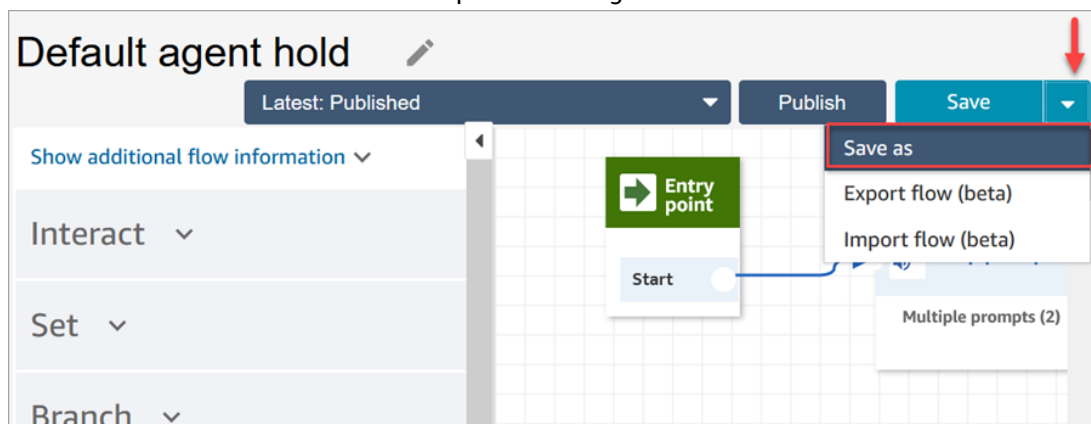 Default agent hold
Latest: Published
Publish
Save
Save as
Export flow (beta)
Import flow (beta)
Show additional flow information
Interact
Set
Branch
Entry
point
Start
Multiple prompts (2)